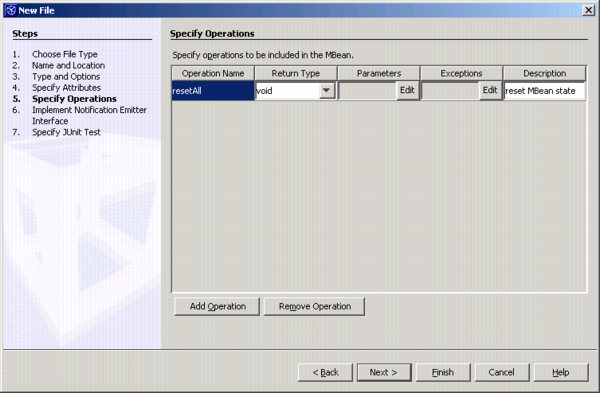 New File
Steps
1. Choose File Type
2. Name and Location
3. Type and Options
4. Specify Attributes
5. Specify Operations
6. Implement Notification Emitter
Interface
7. Specify JUnit Test
Specify Operations
Specify operations to be included in the MBean.
Operation Name Return Type Parameters Exceptions Description
resetAll void Edit Edit reset MBean state
Add Operation Remove Operation
< Back Next > Finish Cancel Help